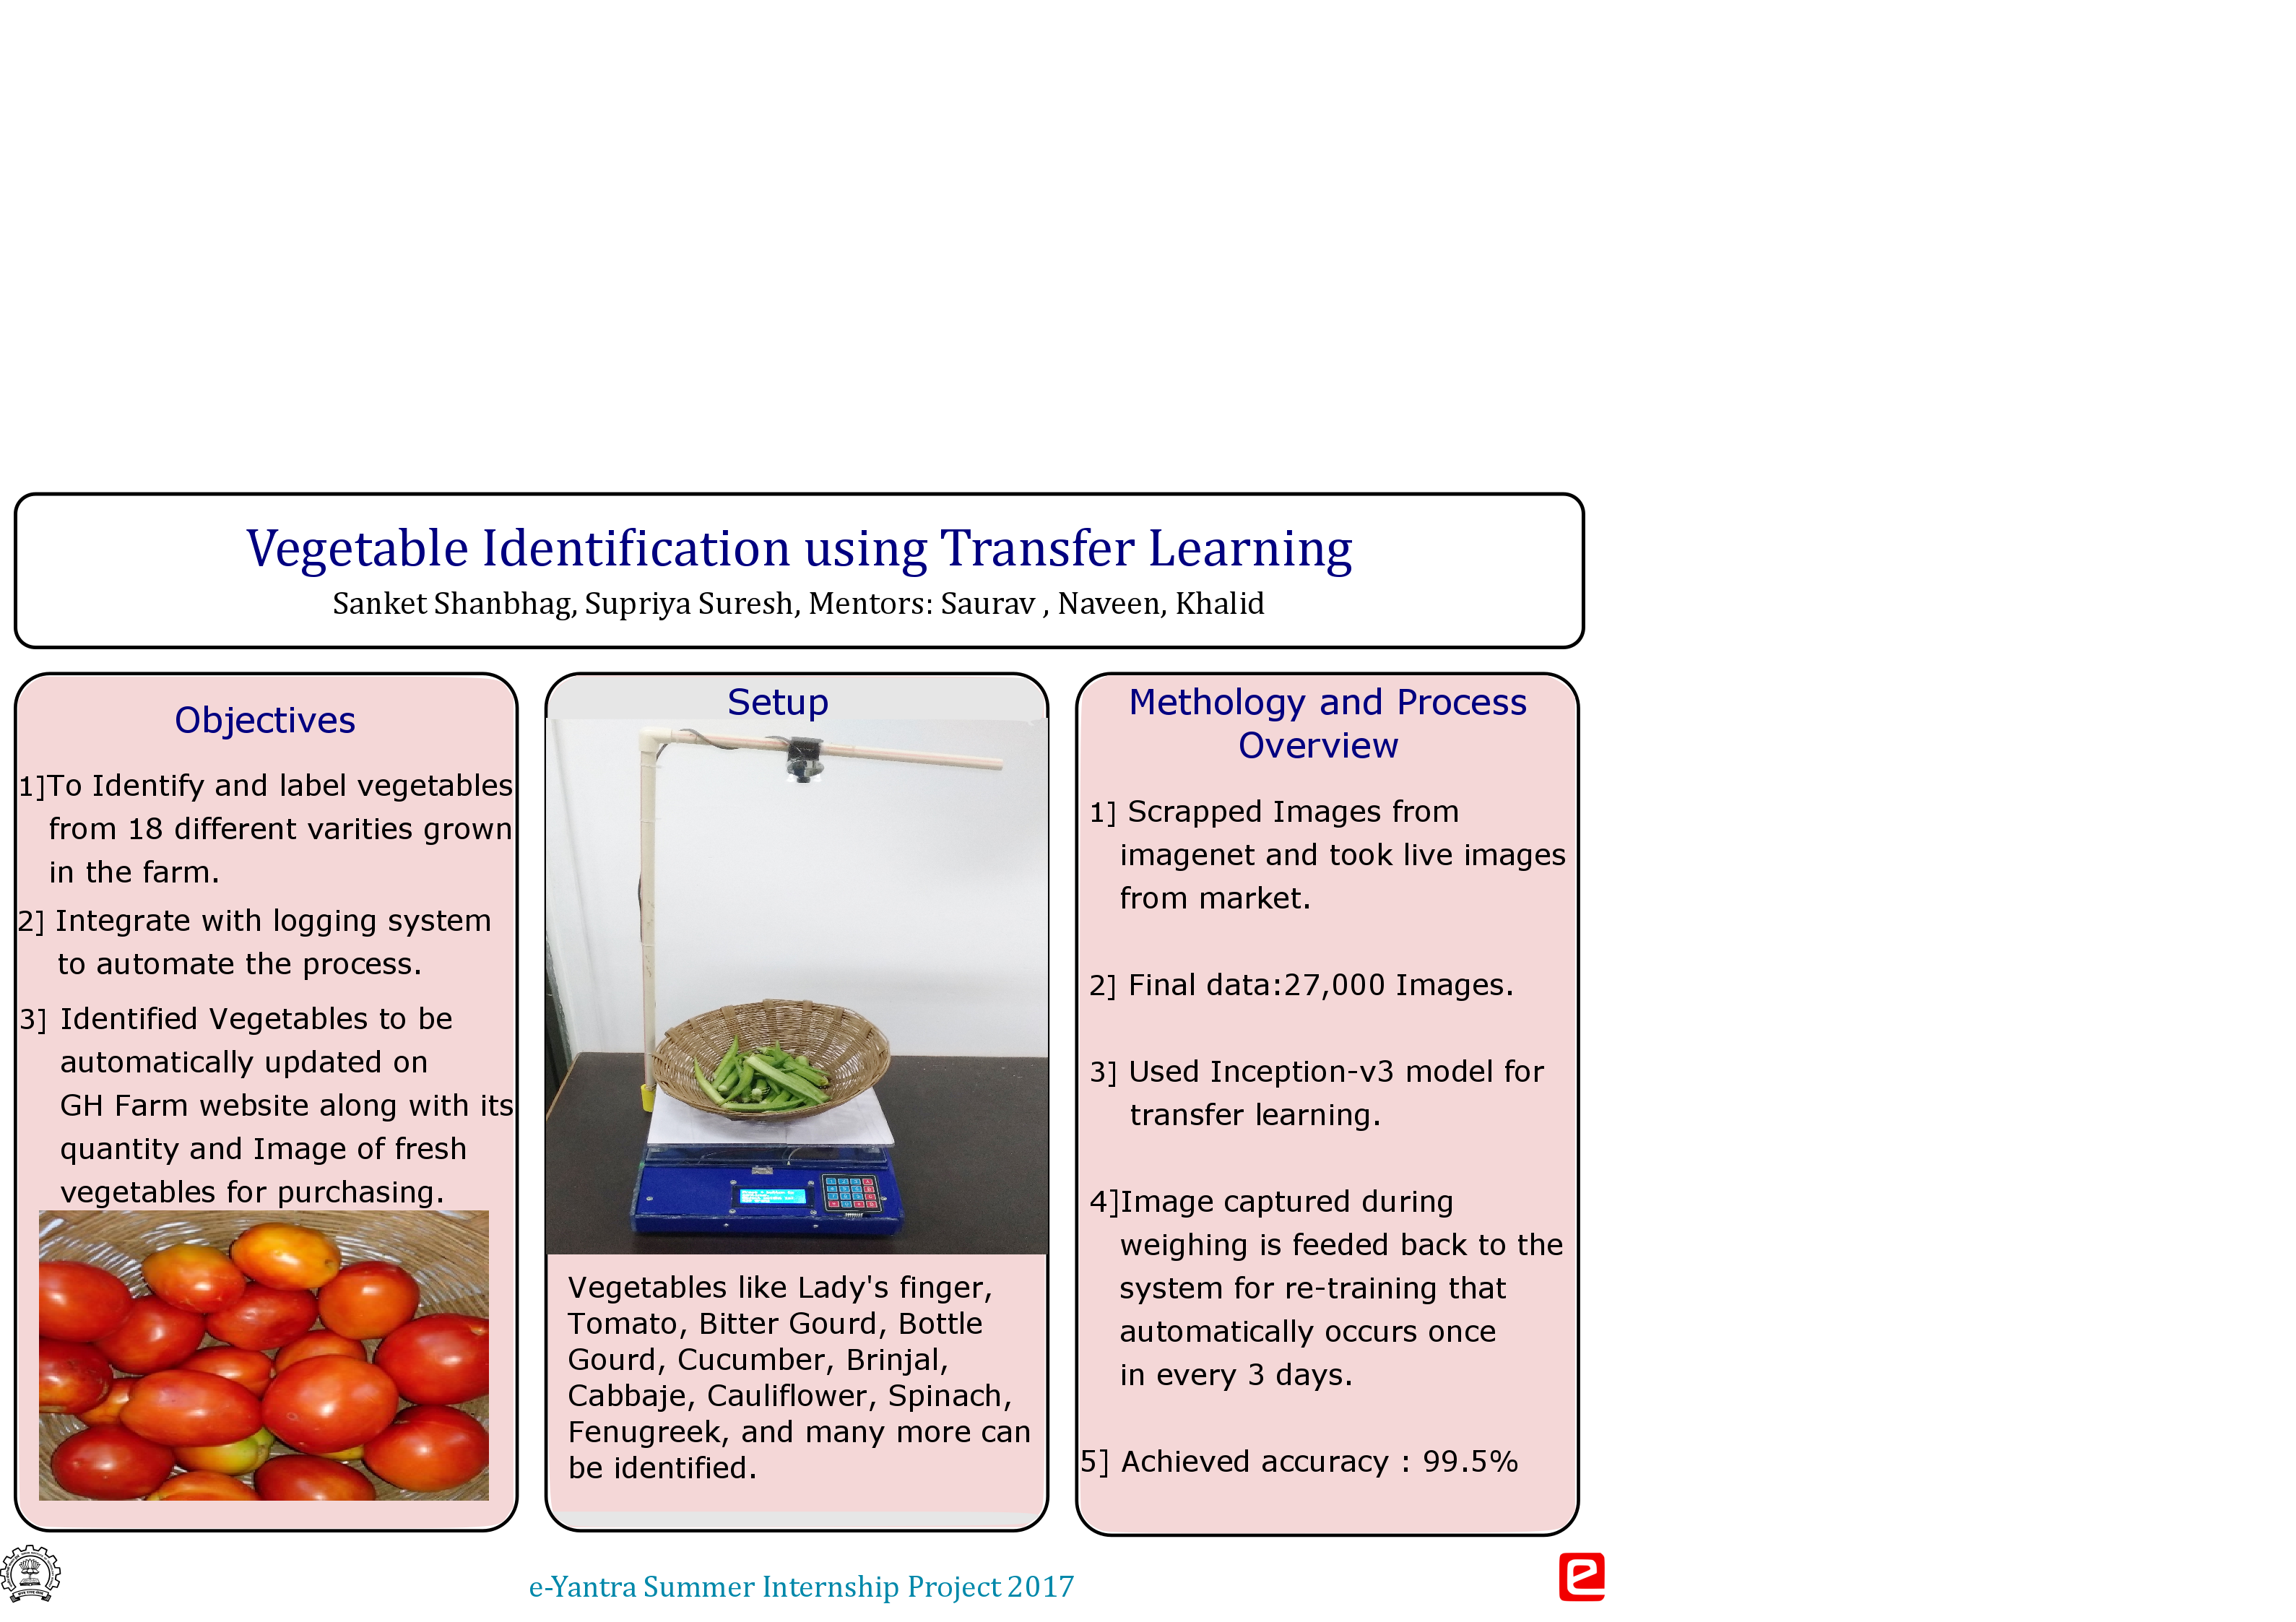 Vegetable Identification using Transfer Learning
Sanket Shanbhag, Supriya Suresh, Mentors: Saurav , Naveen, Khalid
Objectives
1]To Identify and label vegetables
from 18 different varities grown
in the farm.
2] Integrate with logging system
to automate the process.
3] Identified Vegetables to be
automatically updated on
GH Farm website along with its
quantity and Image of fresh
vegetables for purchasing.
Setup
Vegetables like Lady's finger,
Tomato, Bitter Gourd, Bottle
Gourd, Cucumber, Brinjal,
Cabbaje, Cauliflower, Spinach,
Fenugreek, and many more can
be identified.
Methology and Process
Overview
1] Scrapped Images from
imagenet and took live images
from market.
2] Final data:27,000 Images.
3] Used Inception-v3 model for
transfer learning.
4]Image captured during
weighing is feeded back to the
system for re-training that
automatically occurs once
in every 3 days.
5] Achieved accuracy : 99.5%
e-Yantra Summer Internship Project 2017
e